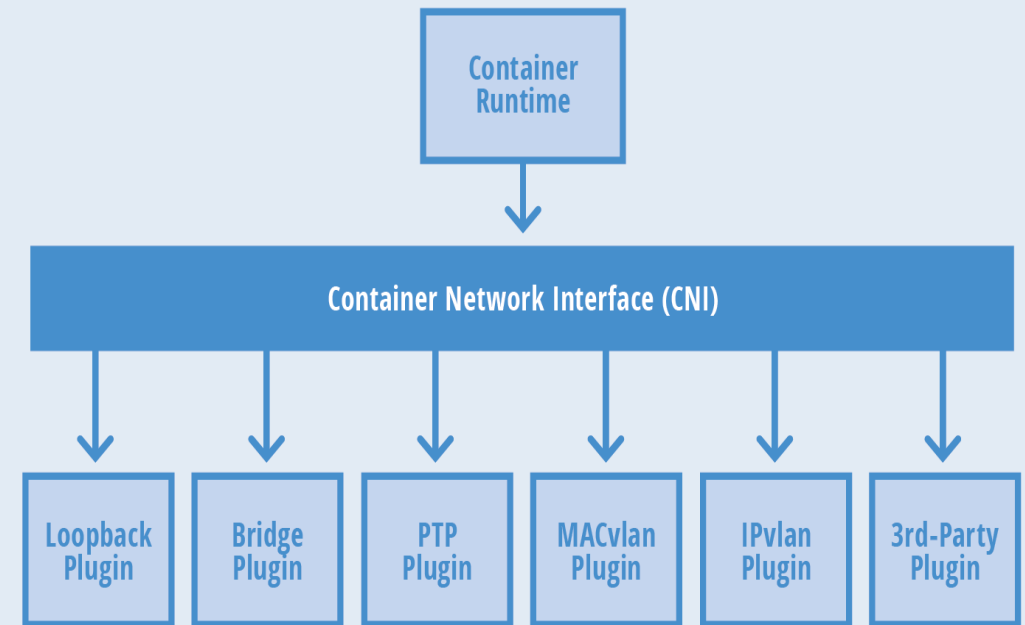 Container
Runtime
Container Network Interface (CNI)
Loopback
Plugin
Bridge
Plugin
PTP
Plugin
MACvlan
Plugin
IPvlan
Plugin
3rd-Party
Plugin